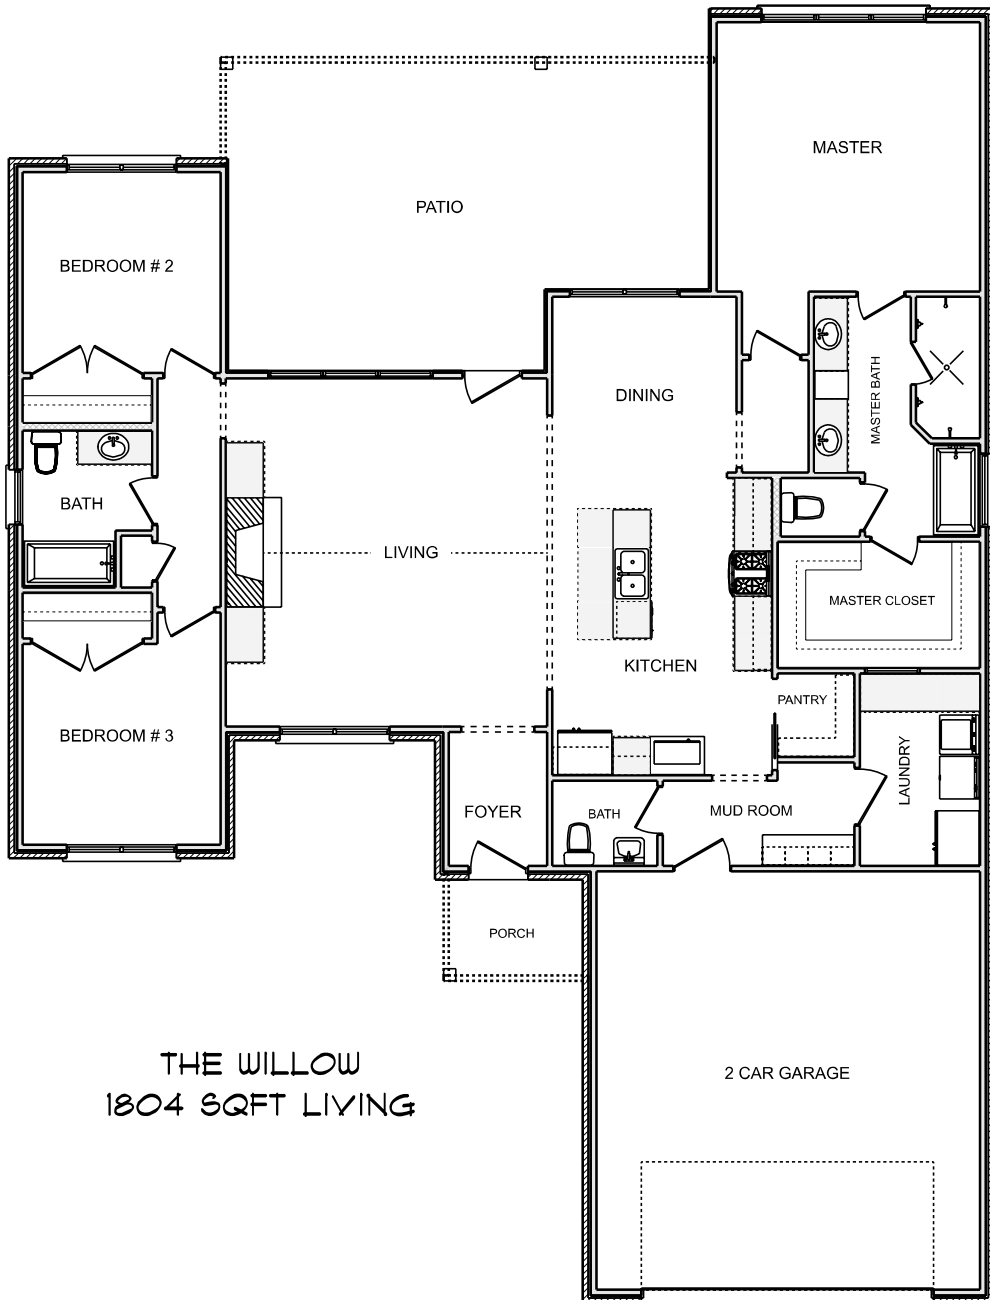 MASTER
PATIO
BEDROOM # 2
DINING
MASTER BATH
BATH
LIVING
MASTER CLOSET
KITCHEN
PANTRY
BEDROOM # 3
LAUNDRY
FOYER
BATH
MUD ROOM
PORCH
2 CAR GARAGE
THE WILLOW
1804 SQFT LIVING